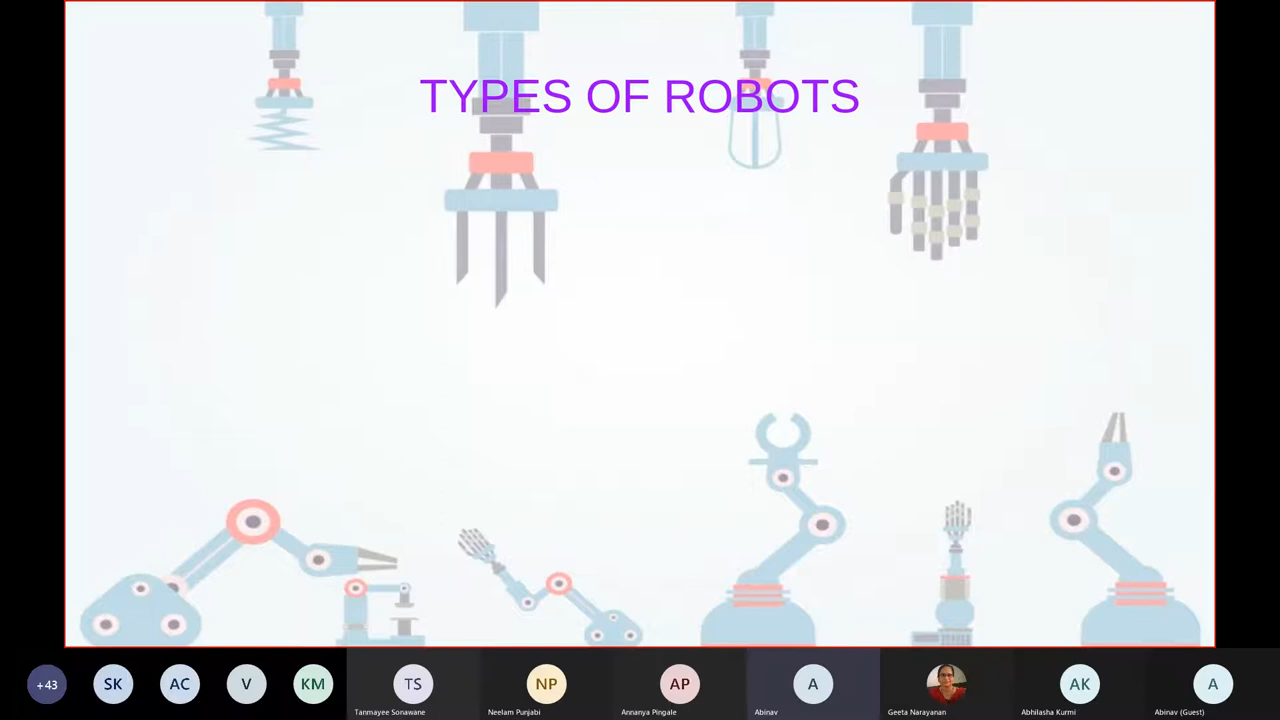 TYPES OF ROBOTS
+43
SK
AC
V
KM
TS
NP
AP
A
AK
A
Tanmayee Sonawane
Neelam Punjabi
Annanya Pingale
Abinav
Geeta Narayanan
Abhilasha Kurmi
Abinav (Guest)